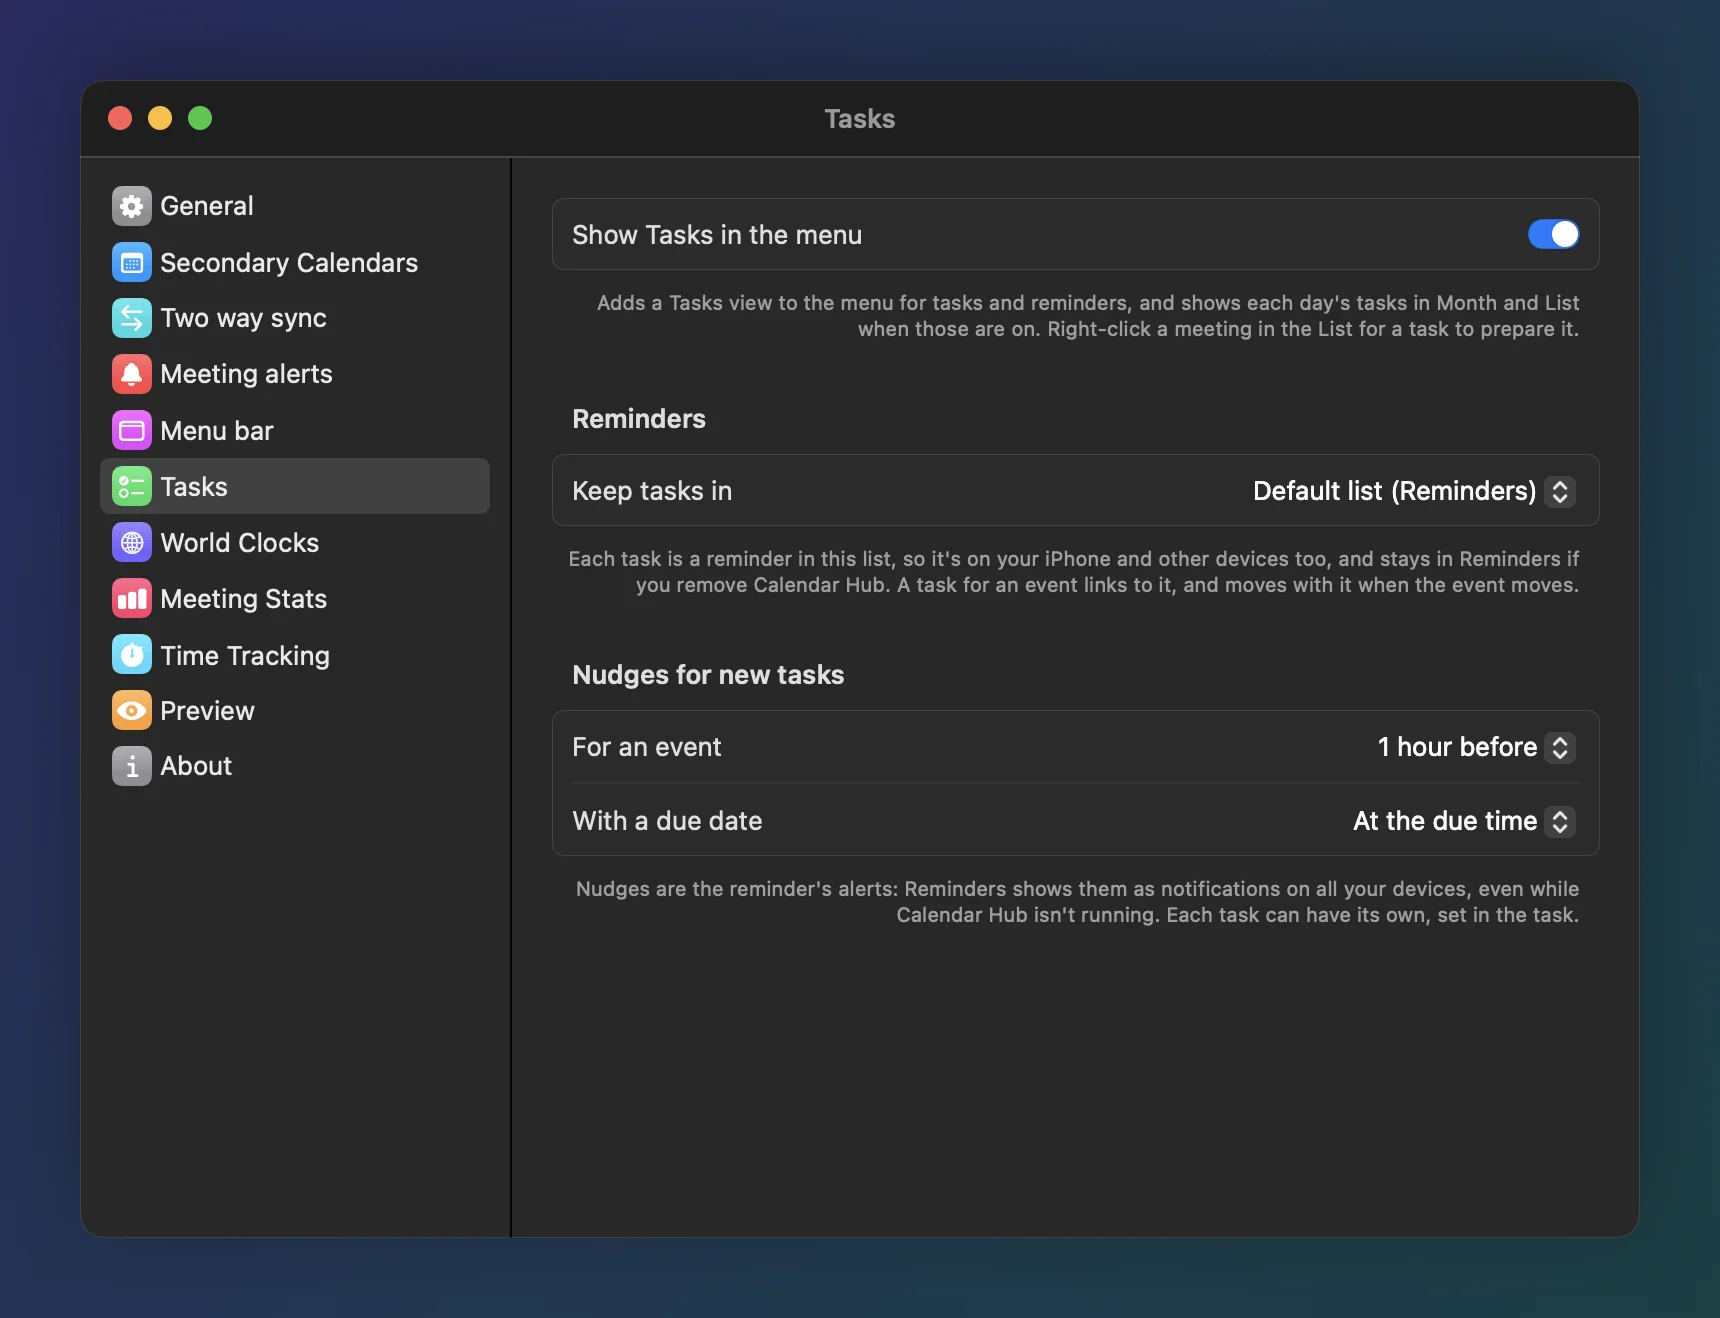 Tasks
General
Secondary Calendars
Two way sync
Meeting alerts
Menu bar
Tasks
World Clocks
Meeting Stats
Time Tracking
Preview
About
Show Tasks in the menu
Adds a Tasks view to the menu for tasks and reminders, and shows each day's tasks in Month and List
when those are on. Right-click a meeting in the List for a task to prepare it.
Reminders
Keep tasks in Default list (Reminders)
Each task is a reminder in this list, so it's on your iPhone and other devices too, and stays in Reminders if
you remove Calendar Hub. A task for an event links to it, and moves with it when the event moves.
Nudges for new tasks
For an event 1 hour before
With a due date At the due time
Nudges are the reminder's alerts: Reminders shows them as notifications on all your devices, even while
Calendar Hub isn't running. Each task can have its own, set in the task.